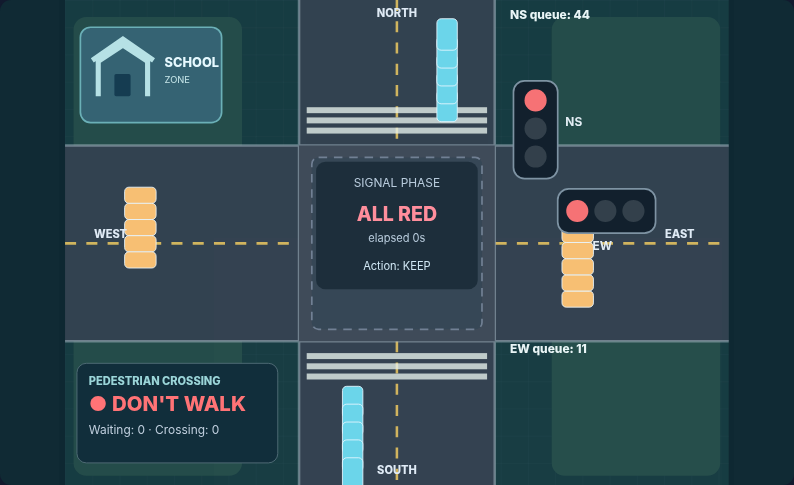 NORTH
NS queue: 44
SCHOOL
ZONE
NS
SIGNAL PHASE
ALL RED
elapsed 0s
Action: KEEP
WEST
EAST
EW
EW queue: 11
PEDESTRIAN CROSSING
DON'T WALK
Waiting: 0 · Crossing: 0
SOUTH